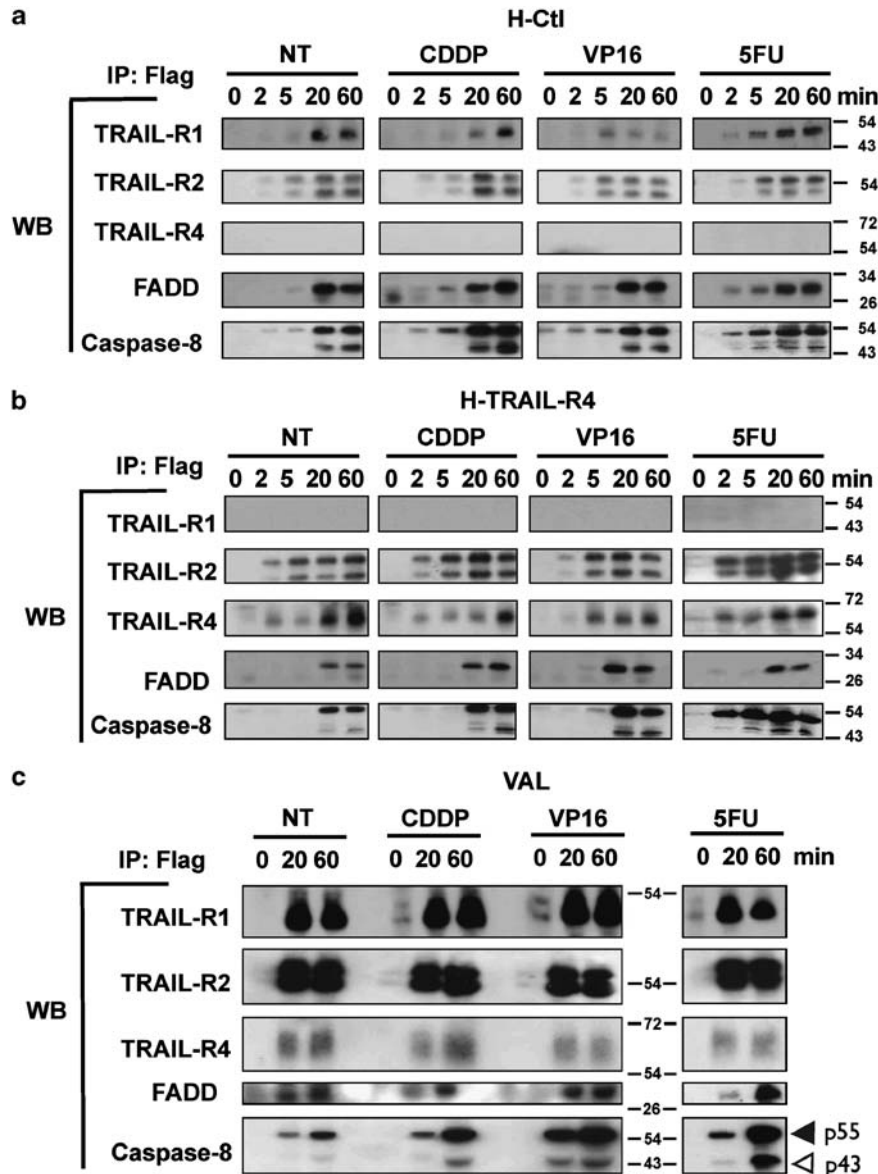 a
H-Ctl
NT CDDP VP16 5FU
IP: Flag
0 2 5 20 60 0 2 5 20 60 0 2 5 20 60 0 2 5 20 60 min
WB
TRAIL-R1 54 43
TRAIL-R2 54
TRAIL-R4 72 54
FADD 34 26
Caspase-8 54 43
b
H-TRAIL-R4
NT CDDP VP16 5FU
IP: Flag
0 2 5 20 60 0 2 5 20 60 0 2 5 20 60 0 2 5 20 60 min
WB
TRAIL-R1 54 43
TRAIL-R2 54
TRAIL-R4 72 54
FADD 34 26
Caspase-8 54 43
c
VAL
NT CDDP VP16 5FU
IP: Flag
0 20 60 0 20 60 0 20 60 0 20 60 min
WB
TRAIL-R1 54
TRAIL-R2 54
TRAIL-R4 72 54
FADD 26
Caspase-8 54 p55
43 p43